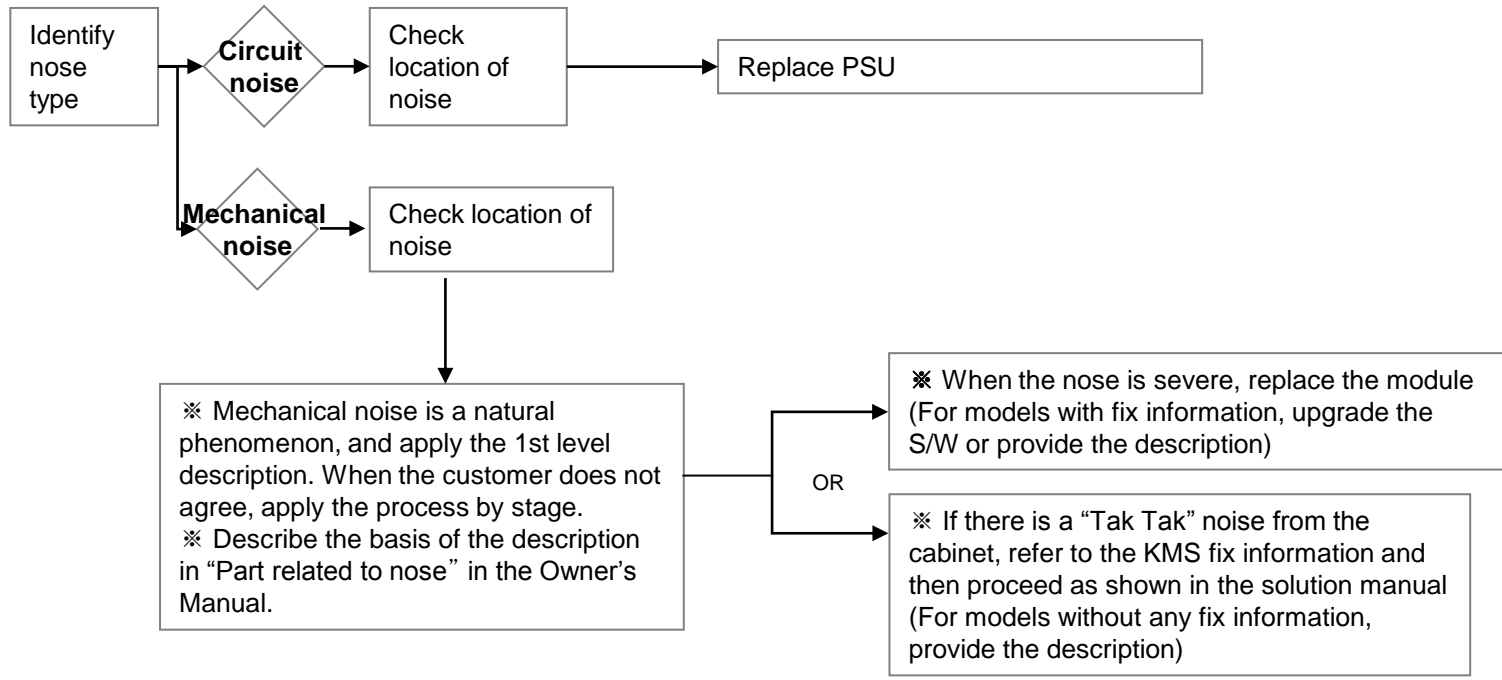 Identify
nose
type
Circuit
noise
Check
location of
noise
Replace PSU
Mechanical
noise
Check location of
noise
※ Mechanical noise is a natural
phenomenon, and apply the 1st level
description. When the customer does not
agree, apply the process by stage.
※ Describe the basis of the description
in “Part related to nose” in the Owner’s
Manual.
OR
※ When the nose is severe, replace the module
(For models with fix information, upgrade the
S/W or provide the description)
※ If there is a “Tak Tak” noise from the
cabinet, refer to the KMS fix information and
then proceed as shown in the solution manual
(For models without any fix information,
provide the description)